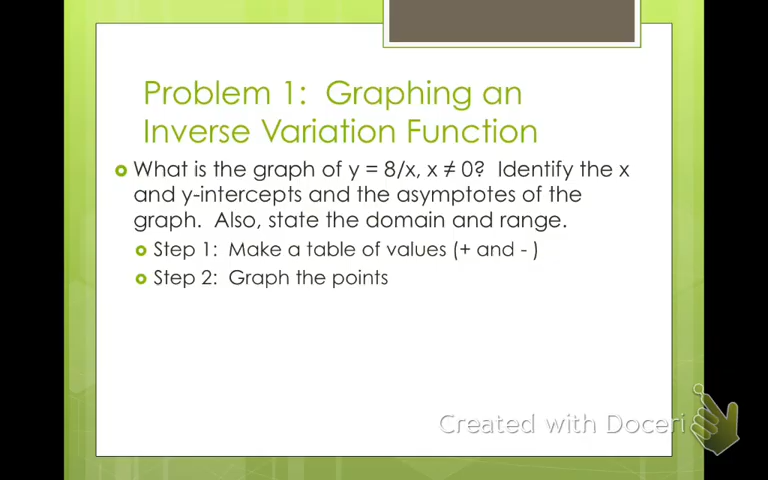 Problem 1:  Graphing an
Inverse Variation Function
What is the graph of y = 8/x, x ≠ 0?  Identify the x
and y-intercepts and the asymptotes of the
graph.  Also, state the domain and range.
Step 1:  Make a table of values (+ and - )
Step 2:  Graph the points
Created with Doceri